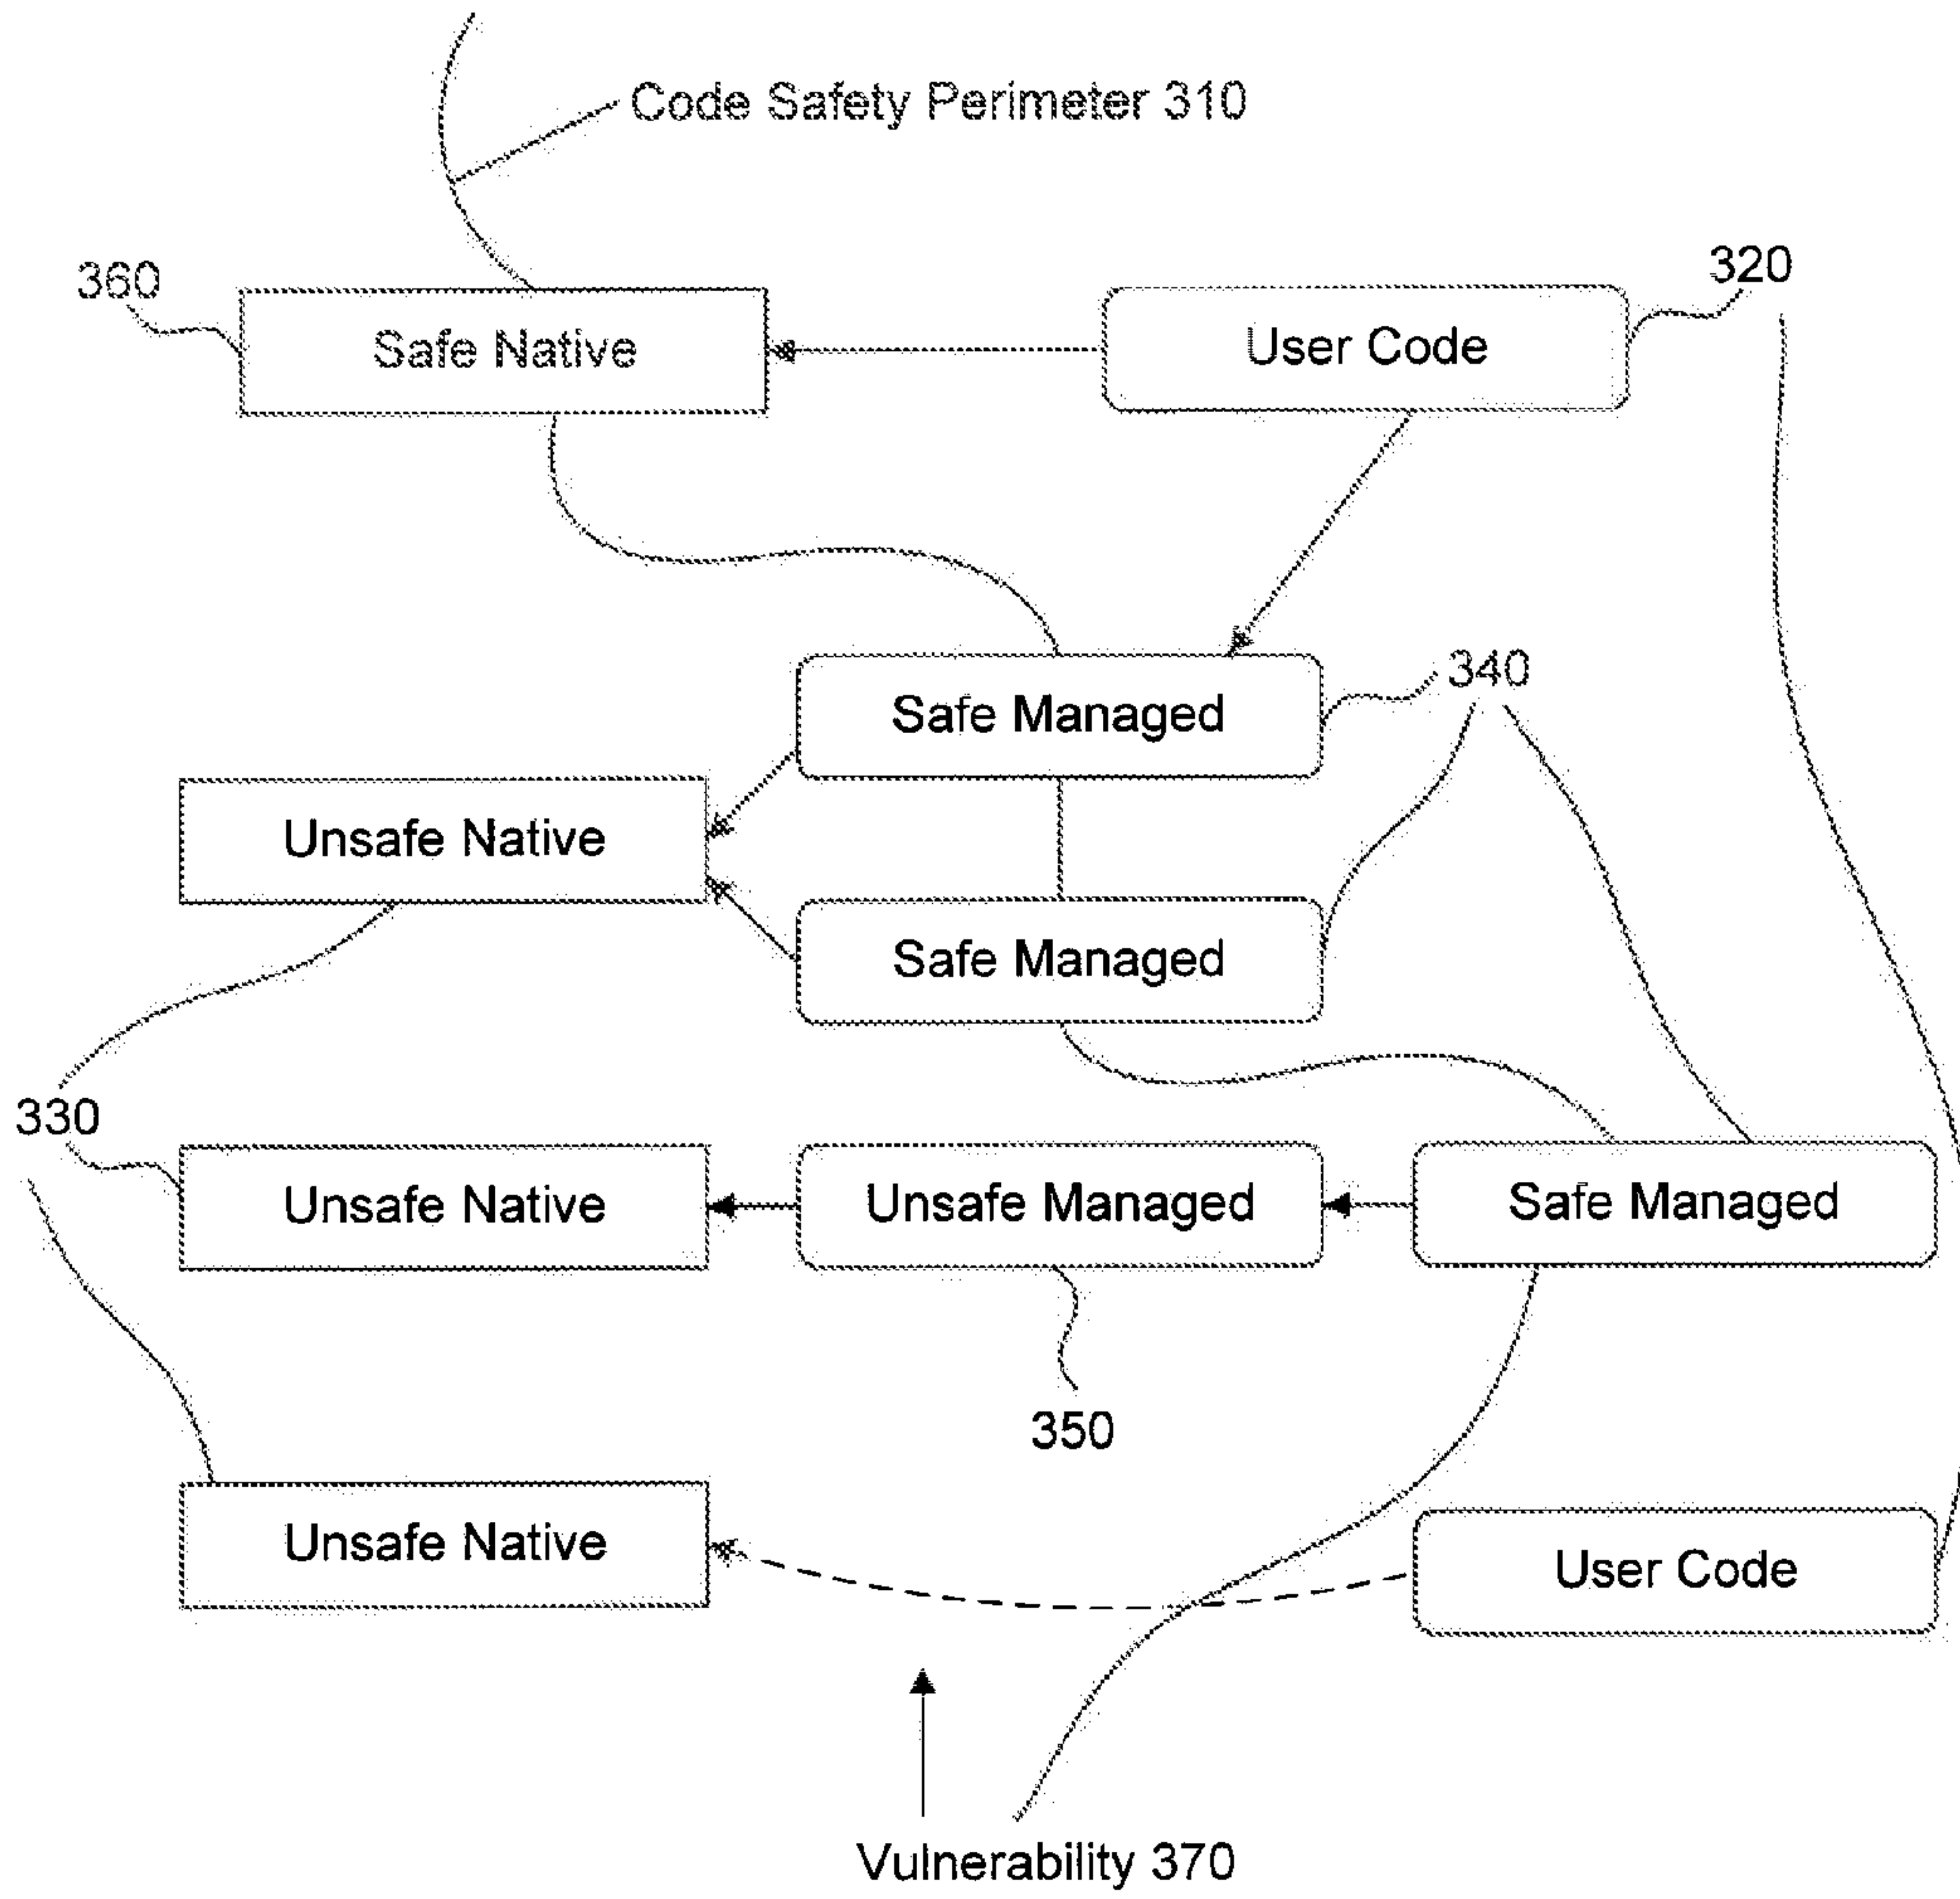 Code Safety Perimeter 310
360
320
Safe Native
User Code
340
Safe Managed
Unsafe Native
Safe Managed
330
Unsafe Native
Unsafe Managed
Safe Managed
350
Unsafe Native
User Code
Vulnerability 370